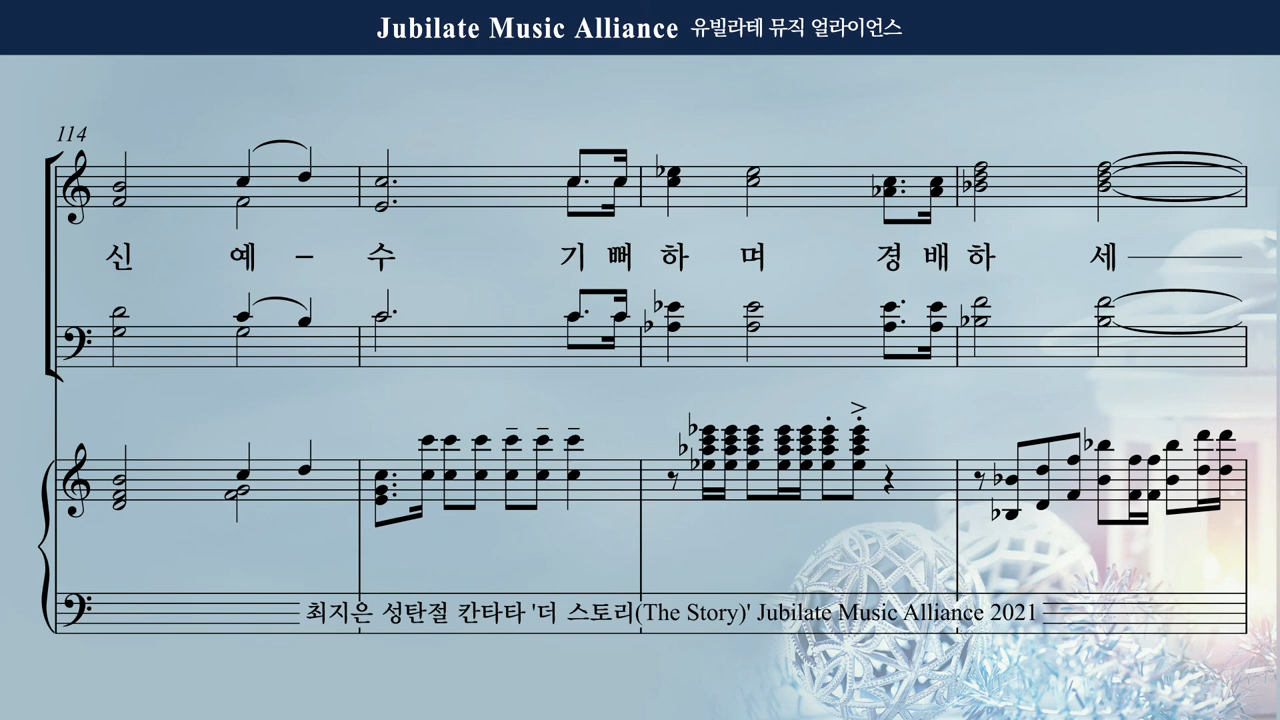 Jubilate Music Alliance 유빌라테 뮤직 얼라이언스
114
신 예 – 수 기 뻐 하 며 경 배 하 세
최지은 성탄절 칸타타 '더 스토리(The Story)' Jubilate Music Alliance 2021